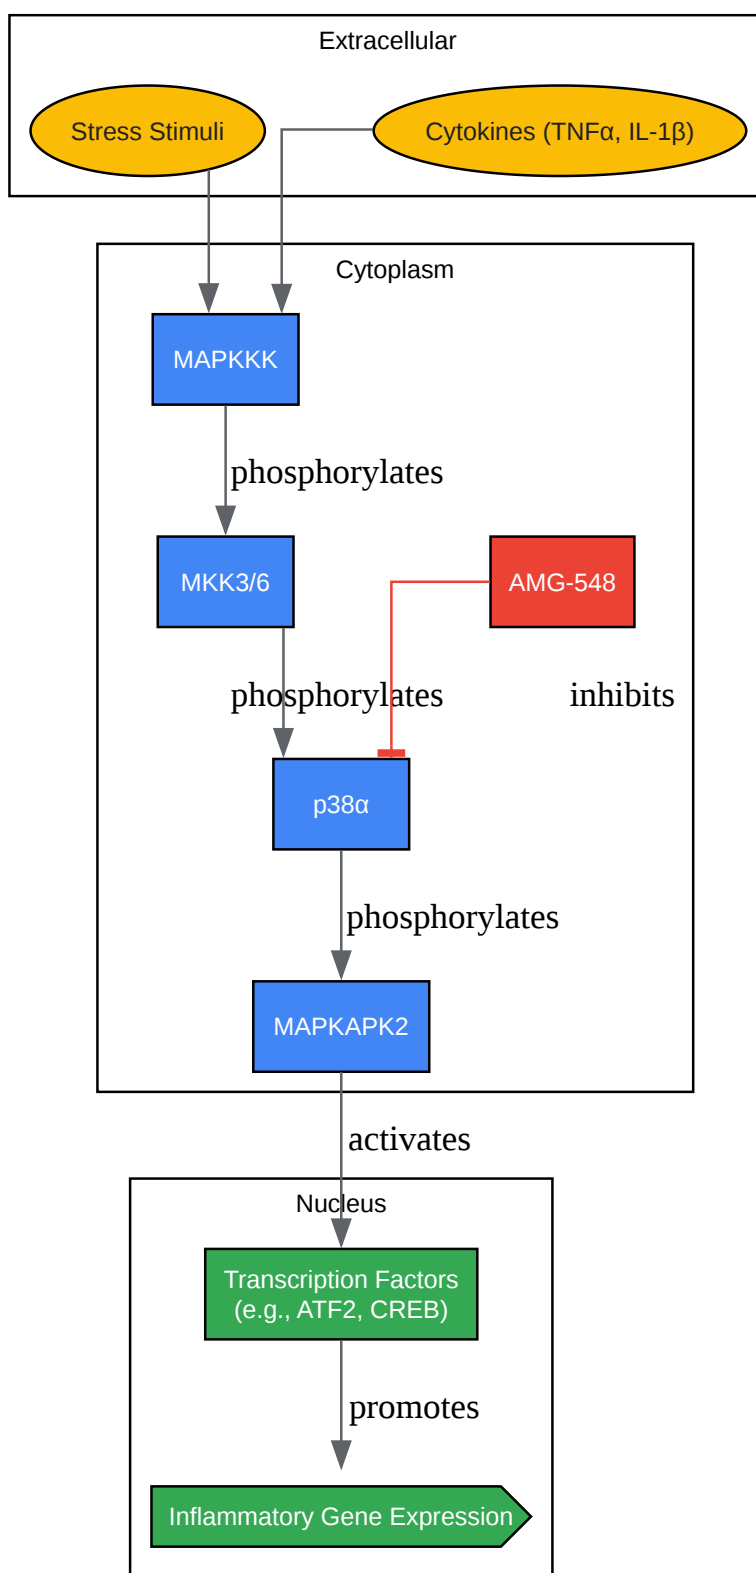 Extracellular
Stress Stimuli
Cytokines (TNFα, IL-1β)
Cytoplasm
MAPKKK
phosphorylates
MKK3/6
AMG-548
phosphorylates
inhibits
p38α
phosphorylates
MAPKAPK2
activates
Nucleus
Transcription Factors
(e.g., ATF2, CREB)
promotes
Inflammatory Gene Expression